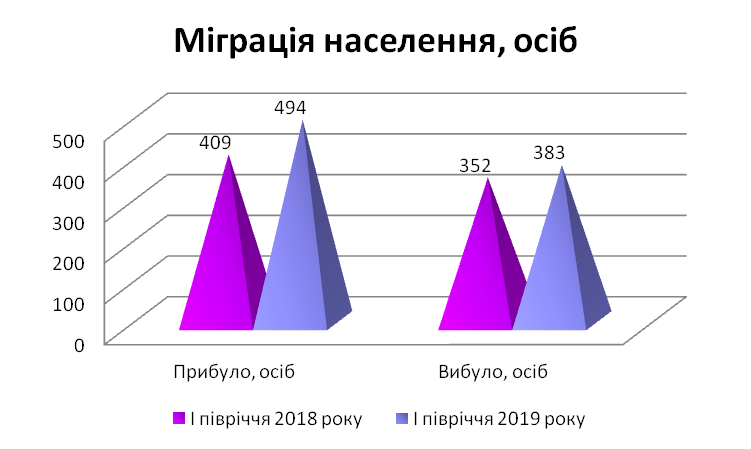 Міграція населення, осіб
494
409
383
352
500
400
300
200
100
0
Прибуло, осіб
Вибуло, осіб
І півріччя 2018 року
І півріччя 2019 року